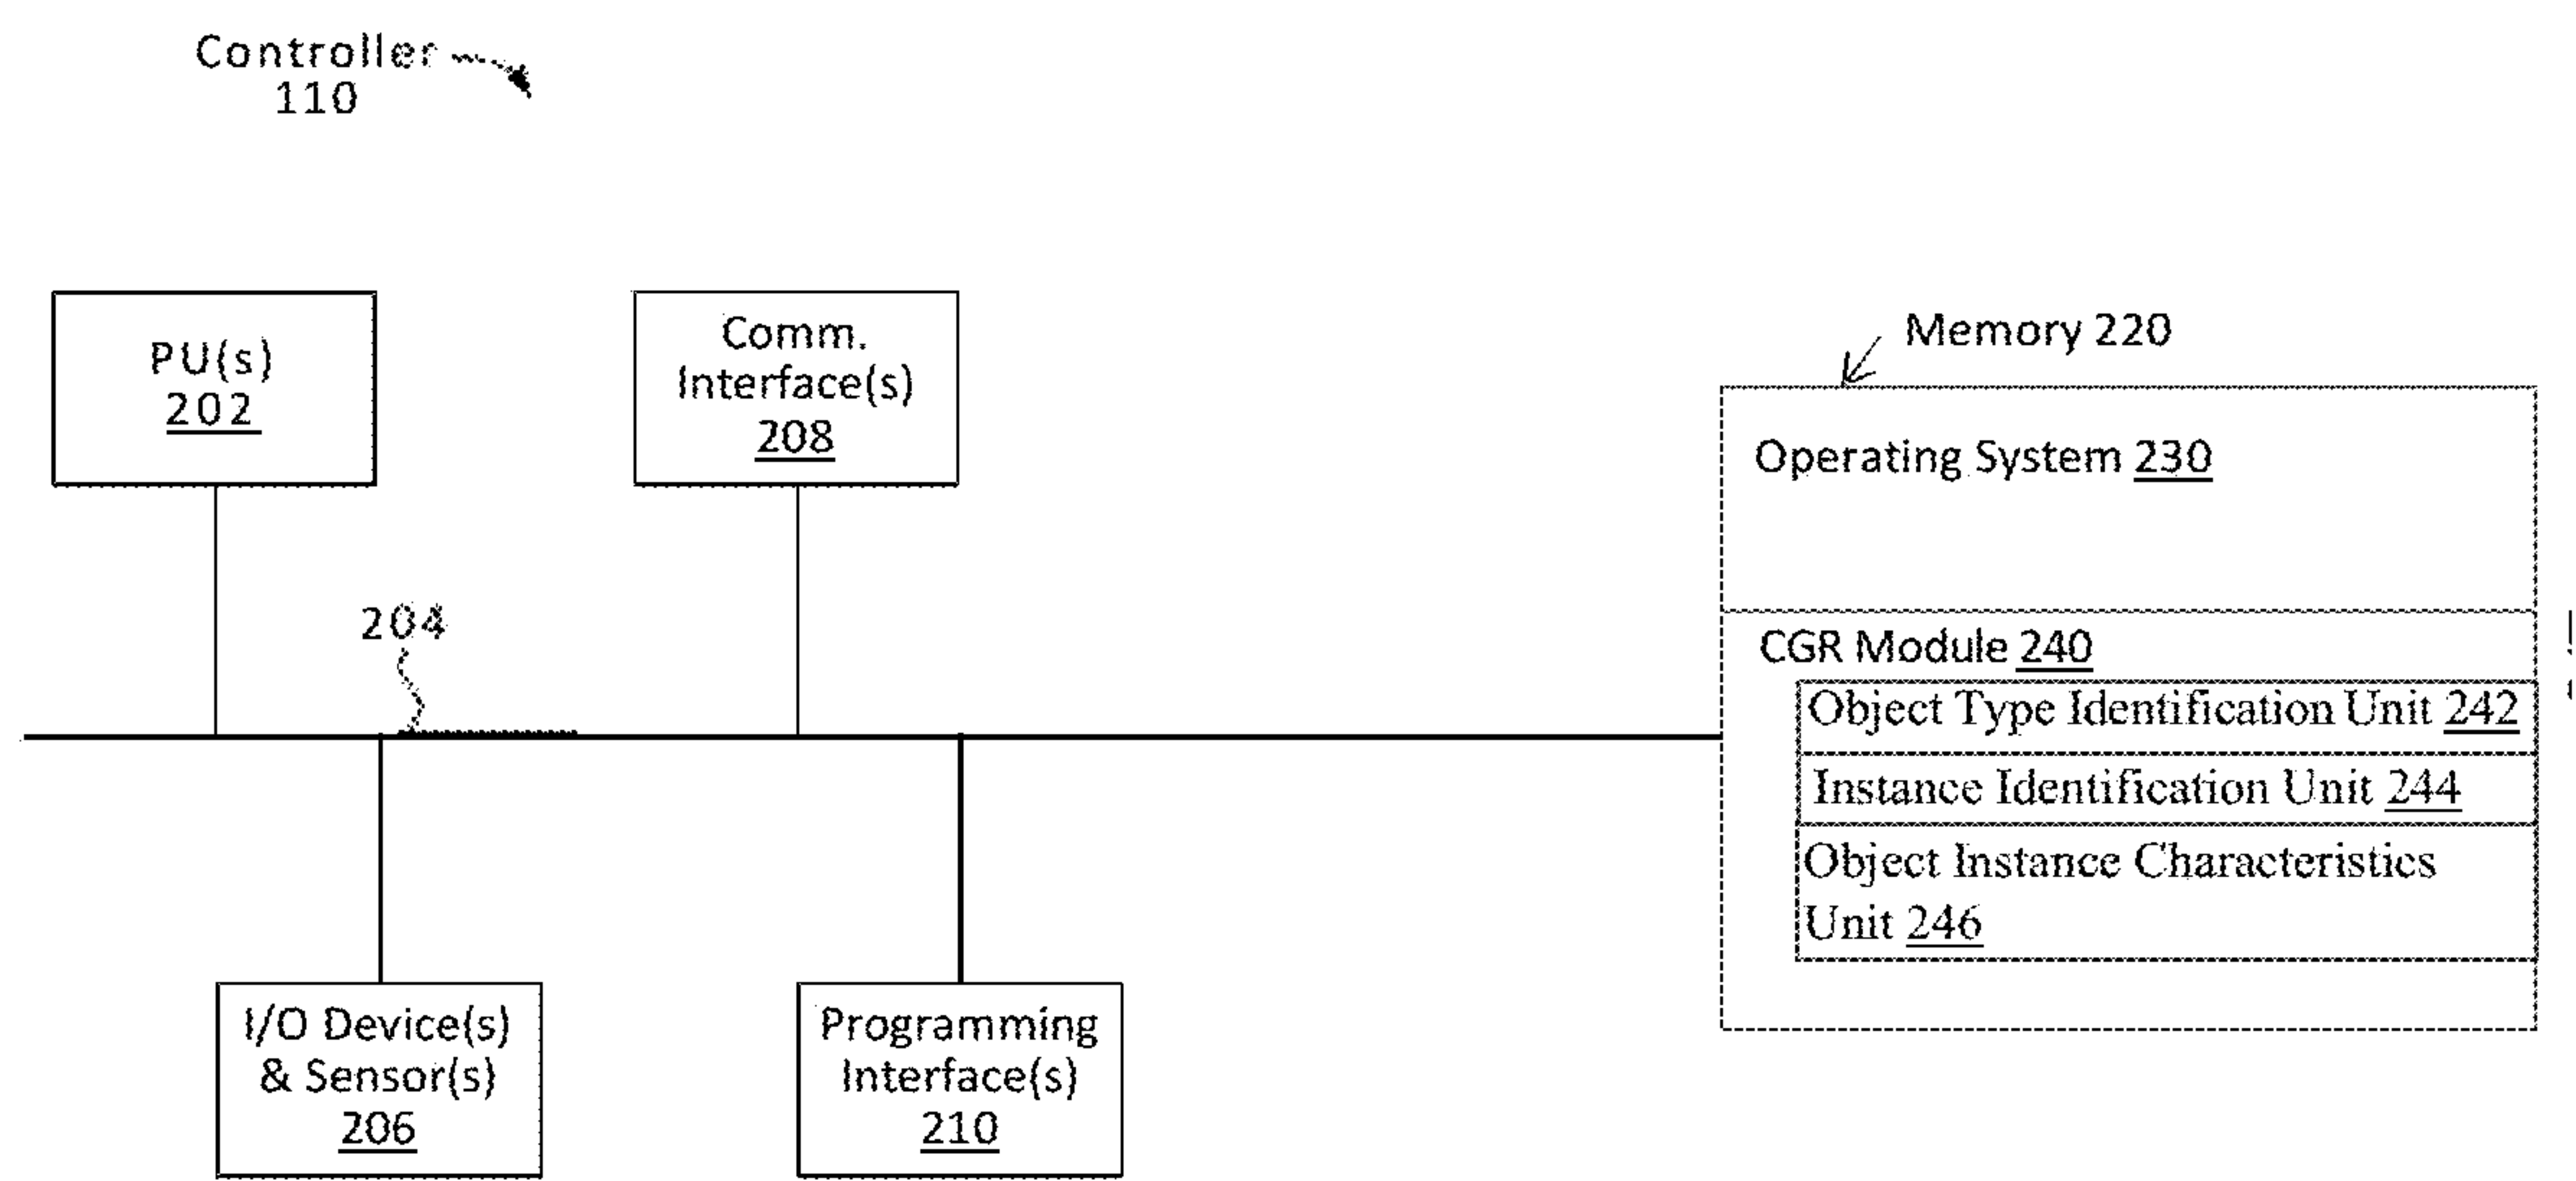 Controller
110
PU(s)
202
Comm.
Interface(s)
208
Memory 220
Operating System 230
204
CGR Module 240
Object Type Identification Unit 242
Instance Identification Unit 244
Object Instance Characteristics
Unit 246
I/O Device(s)
& Sensor(s)
206
Programming
Interface(s)
210